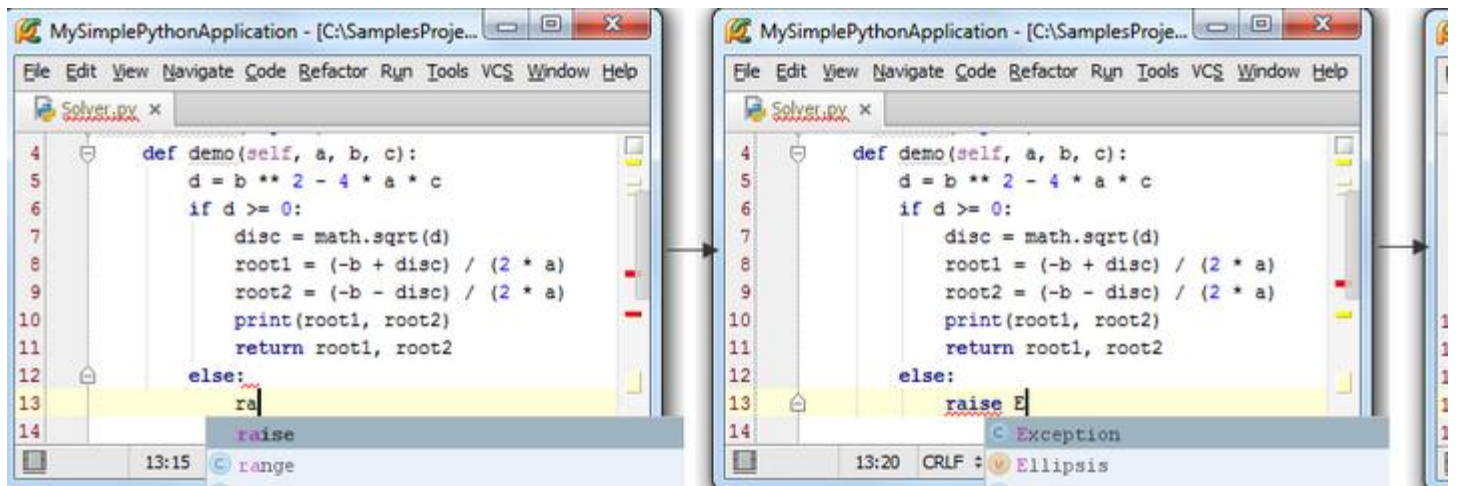 MySimplePythonApplication - [C:\SamplesProje...
File Edit View Navigate Code Refactor Run Tools VCS Window Help
Solver.py
4 def demo(self, a, b, c):
5 d = b ** 2 - 4 * a * c
6 if d >= 0:
7 disc = math.sqrt(d)
8 root1 = (-b + disc) / (2 * a)
9 root2 = (-b - disc) / (2 * a)
10 print(root1, root2)
11 return root1, root2
12 else:
13 ra
14 raise
13:15 range
MySimplePythonApplication - [C:\SamplesProje...
File Edit View Navigate Code Refactor Run Tools VCS Window Help
Solver.py
4 def demo(self, a, b, c):
5 d = b ** 2 - 4 * a * c
6 if d >= 0:
7 disc = math.sqrt(d)
8 root1 = (-b + disc) / (2 * a)
9 root2 = (-b - disc) / (2 * a)
10 print(root1, root2)
11 return root1, root2
12 else:
13 raise E
14 Exception
13:20 CRLF Ellipsis